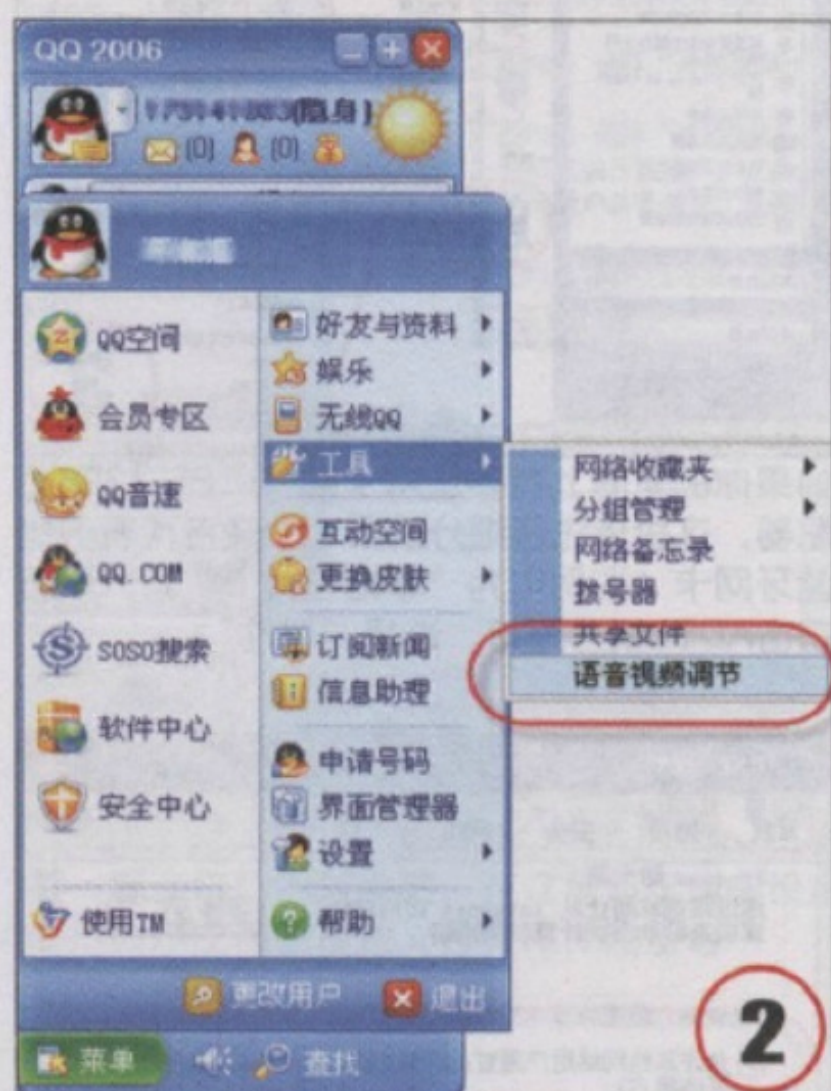 QQ 2006
(隐身)
(0) (0)
QQ空间
会员专区
QQ音速
QQ.COM
SOSO搜索
软件中心
安全中心
使用TM
好友与资料
娱乐
无线QQ
工具
互动空间
更换皮肤
订阅新闻
信息助理
申请号码
界面管理器
设置
帮助
网络收藏夹
分组管理
网络备忘录
拨号器
共享文件
语音视频调节
更改用户 退出
菜单 查找
2